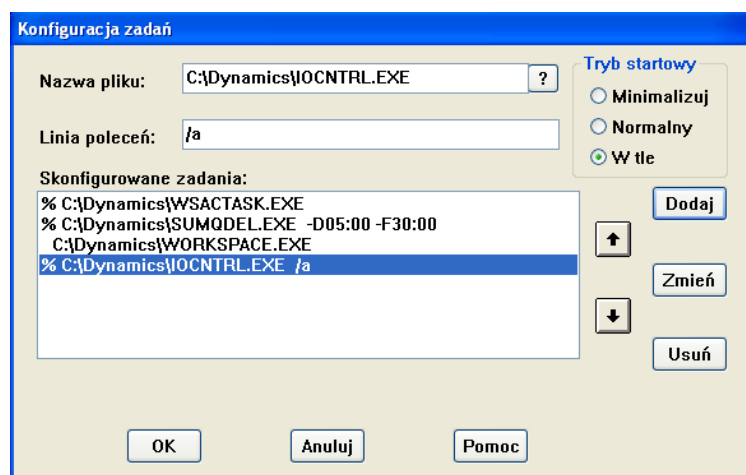 Konfiguracja zadań
Nazwa pliku: C:\Dynamics\IOCNTRL.EXE ?
Linia poleceń: /a
Tryb startowy
Minimalizuj
Normalny
W tle
Skonfigurowane zadania:
% C:\Dynamics\WSACTASK.EXE
% C:\Dynamics\SUMQDEL.EXE -D05:00 -F30:00
C:\Dynamics\WORKSPACE.EXE
% C:\Dynamics\IOCNTRL.EXE /a
Dodaj
Zmień
Usuń
OK Anuluj Pomoc